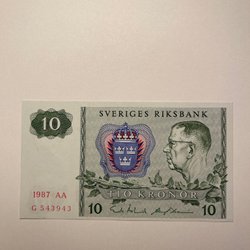 SVERIGES RIKSBANK
10
1987 AA
G 543943
TIO KRONOR
10